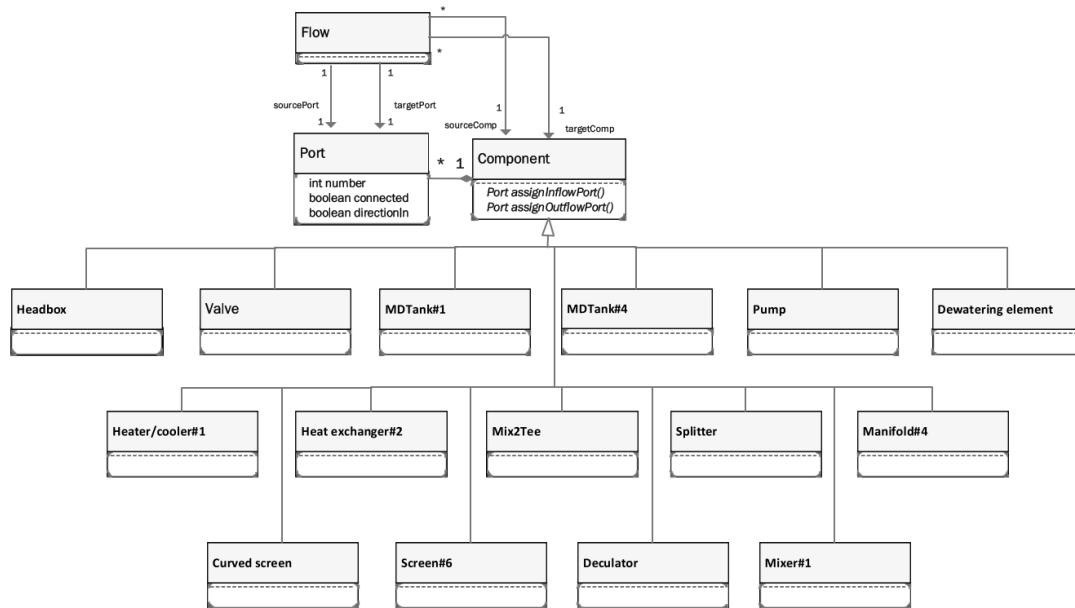 Flow
*
*
1
1
sourcePort
targetPort
1
1
1
sourceComp
1
targetComp
Port
int number
boolean connected
boolean directionIn
* 1
Component
Port assignInflowPort()
Port assignOutflowPort()
Headbox
Valve
MDTank#1
MDTank#4
Pump
Dewatering element
Heater/cooler#1
Heat exchanger#2
Mix2Tee
Splitter
Manifold#4
Curved screen
Screen#6
Deculator
Mixer#1